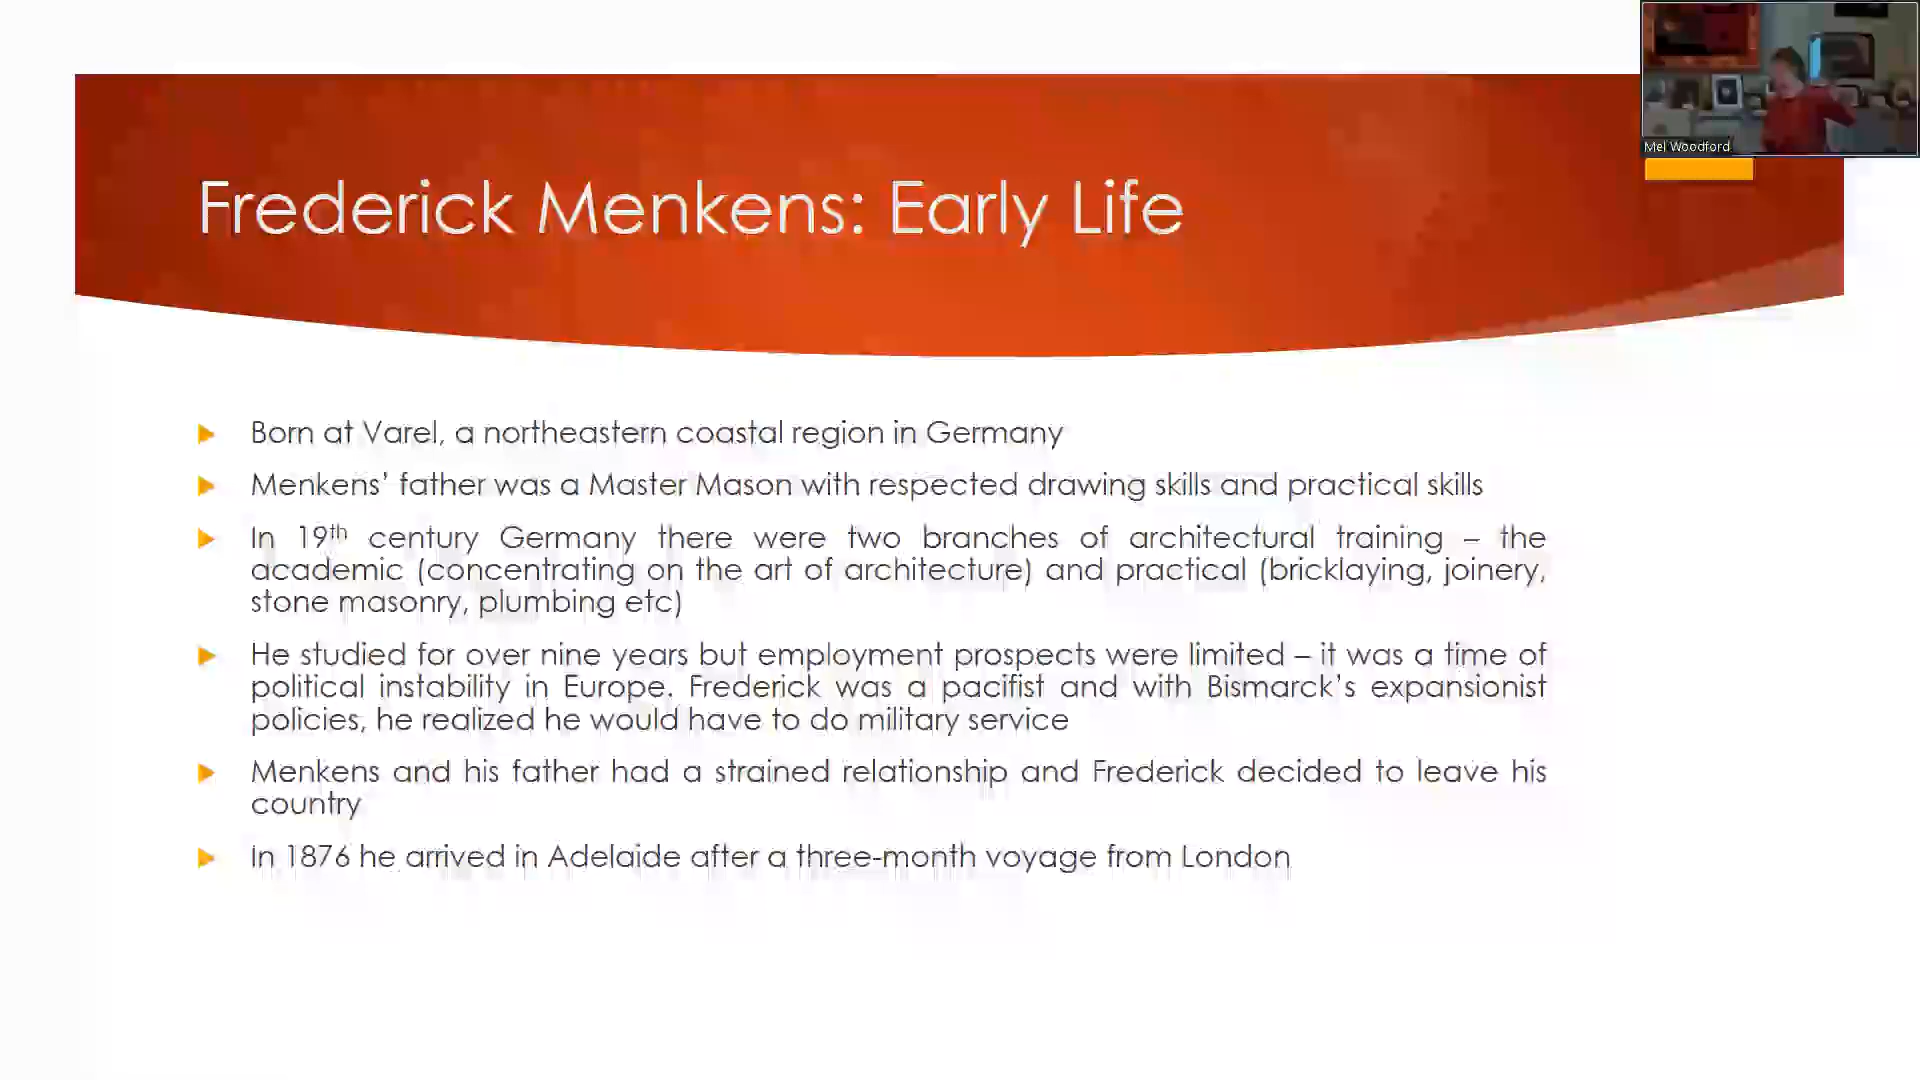 Mel Woodford
Frederick Menkens: Early Life
Born at Varel, a northeastern coastal region in Germany
Menkens’ father was a Master Mason with respected drawing skills and practical skills
In 19th century Germany there were two branches of architectural training – the
academic (concentrating on the art of architecture) and practical (bricklaying, joinery,
stone masonry, plumbing etc)
He studied for over nine years but employment prospects were limited – it was a time of
political instability in Europe. Frederick was a pacifist and with Bismarck’s expansionist
policies, he realized he would have to do military service
Menkens and his father had a strained relationship and Frederick decided to leave his
country
In 1876 he arrived in Adelaide after a three-month voyage from London